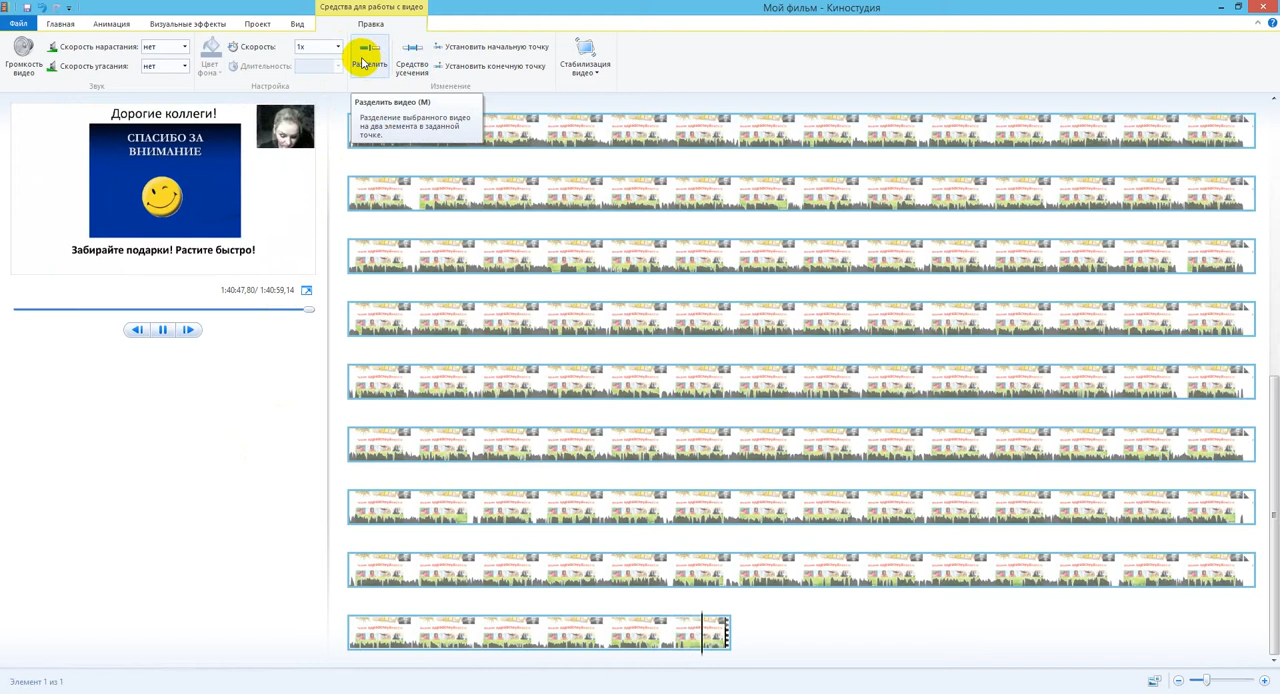 Средства для работы с видео
Мой фильм - Киностудия
Файл
Главная
Анимация
Визуальные эффекты
Проект
Вид
Правка
Громкость видео
Скорость нарастания:
нет
Скорость угасания:
нет
Звук
Цвет фона
Скорость:
1x
Длительность:
Настройка
Разделить
Средство усечения
Установить начальную точку
Установить конечную точку
Изменение
Стабилизация видео
Разделить видео (M)
Разделение выбранного видео
на два элемента в заданной
точке.
Дорогие коллеги!
СПАСИБО ЗА
ВНИМАНИЕ
Забирайте подарки! Растите быстро!
1:40:47,80/ 1:40:59,14
Элемент 1 из 1